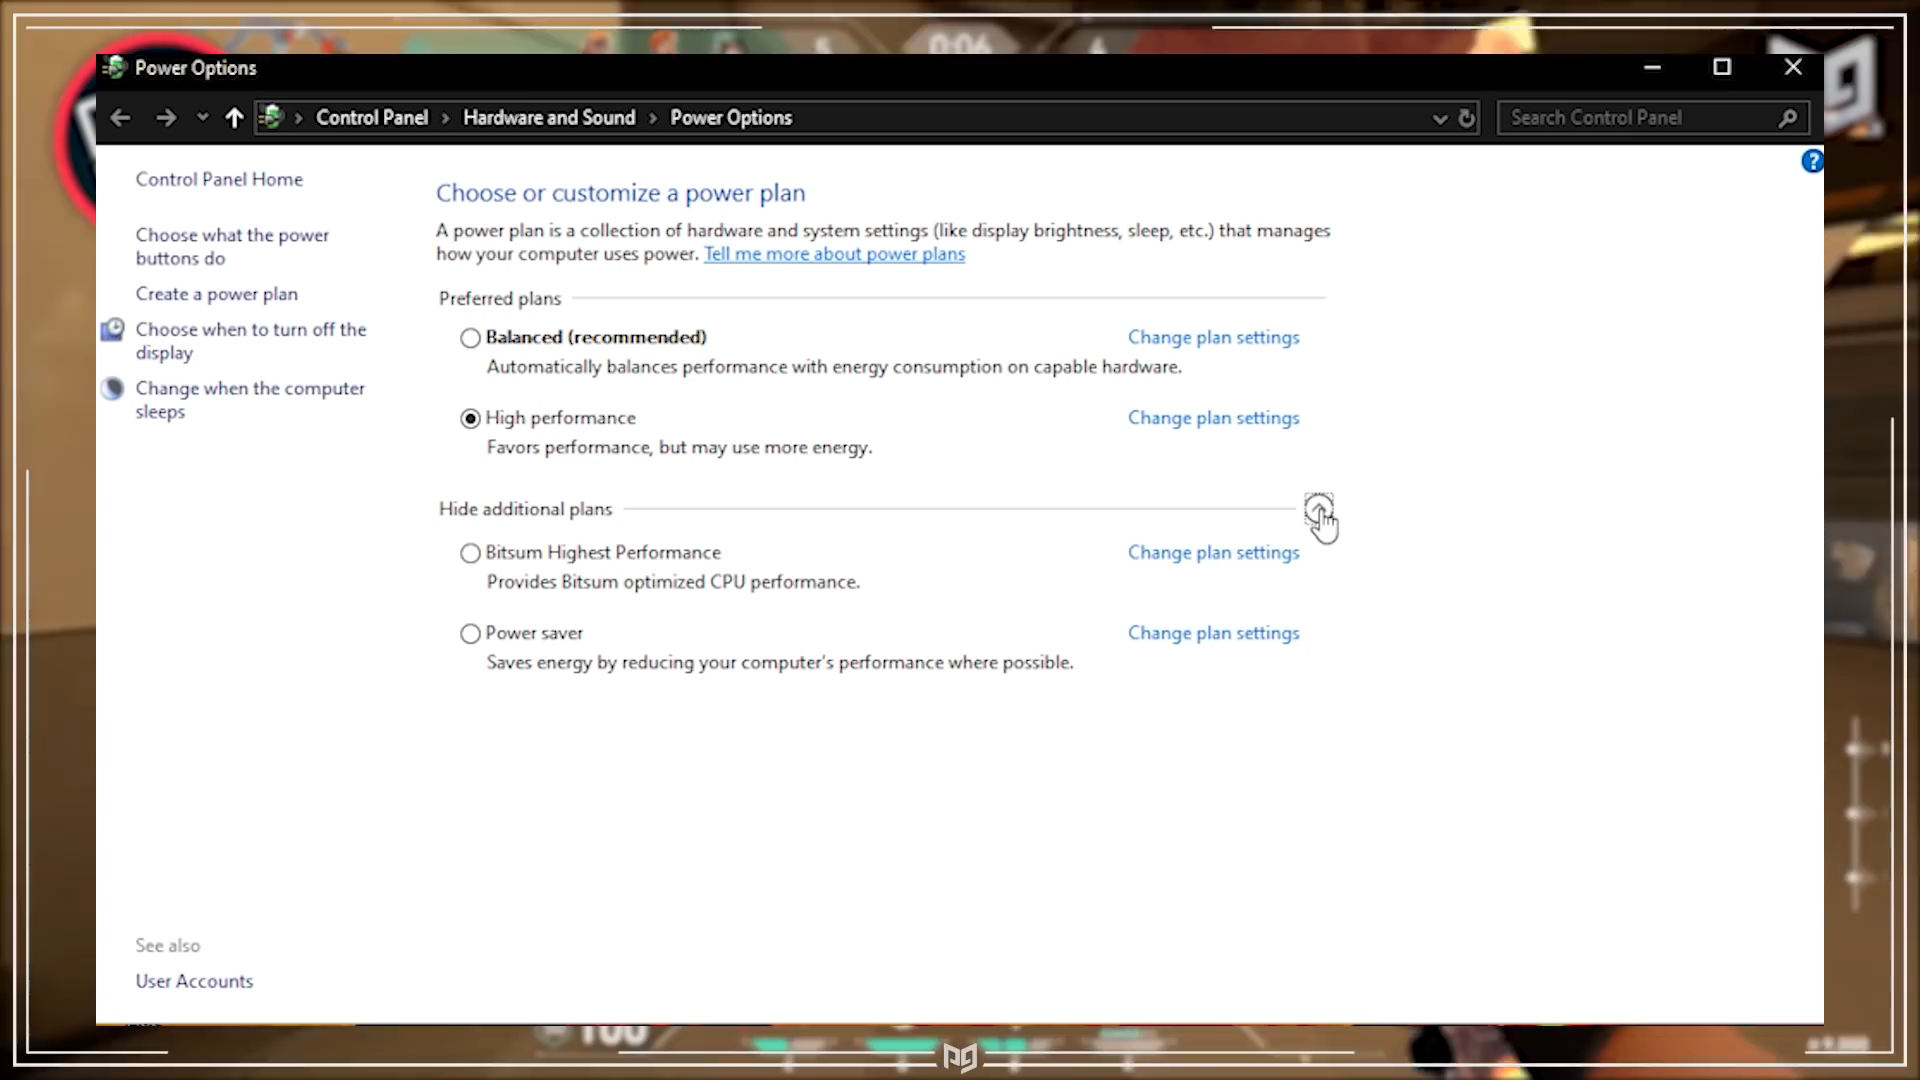 5 0:06 4
Power Options
Control Panel Hardware and Sound Power Options
Search Control Panel
?
Control Panel Home
Choose what the power
buttons do
Create a power plan
Choose when to turn off the
display
Change when the computer
sleeps
Choose or customize a power plan
A power plan is a collection of hardware and system settings (like display brightness, sleep, etc.) that manages
how your computer uses power. Tell me more about power plans
Preferred plans
Balanced (recommended) Change plan settings
Automatically balances performance with energy consumption on capable hardware.
High performance Change plan settings
Favors performance, but may use more energy.
Hide additional plans
Bitsum Highest Performance Change plan settings
Provides Bitsum optimized CPU performance.
Power saver Change plan settings
Saves energy by reducing your computer's performance where possible.
See also
User Accounts
100